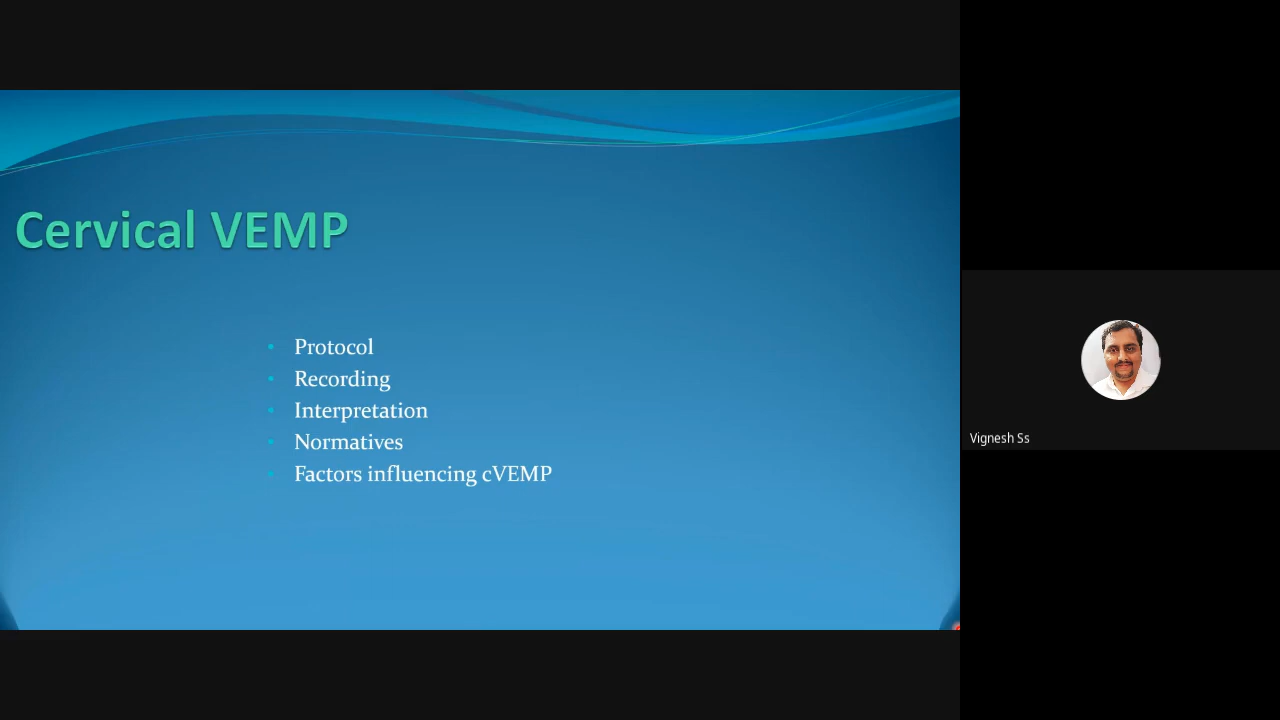 Cervical VEMP
• Protocol
• Recording
• Interpretation
• Normatives
• Factors influencing cVEMP
Vignesh Ss